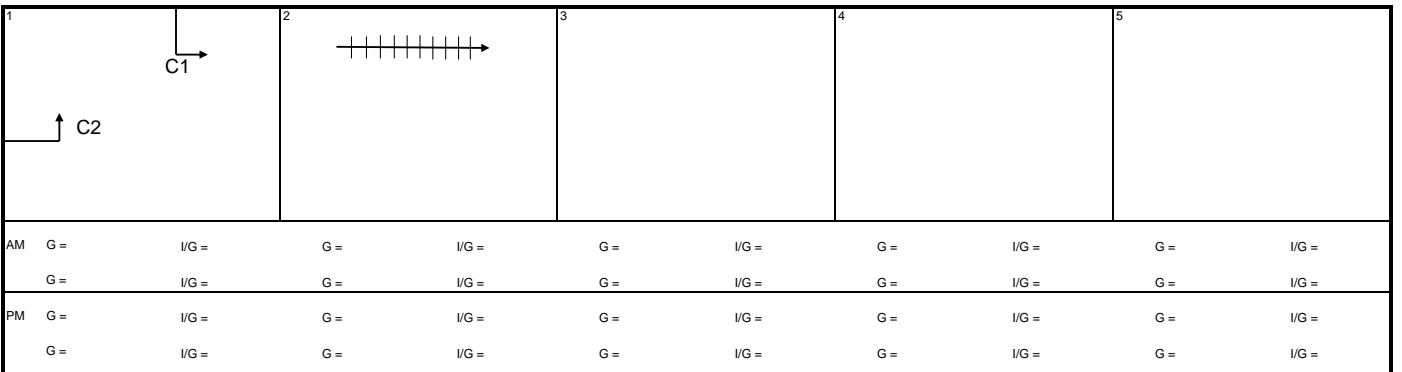 1 2 3 4 5
C1
C2
AM G = I/G = G = I/G = G = I/G = G = I/G = G = I/G =
G = I/G = G = I/G = G = I/G = G = I/G = G = I/G =
PM G = I/G = G = I/G = G = I/G = G = I/G = G = I/G =
G = I/G = G = I/G = G = I/G = G = I/G = G = I/G =